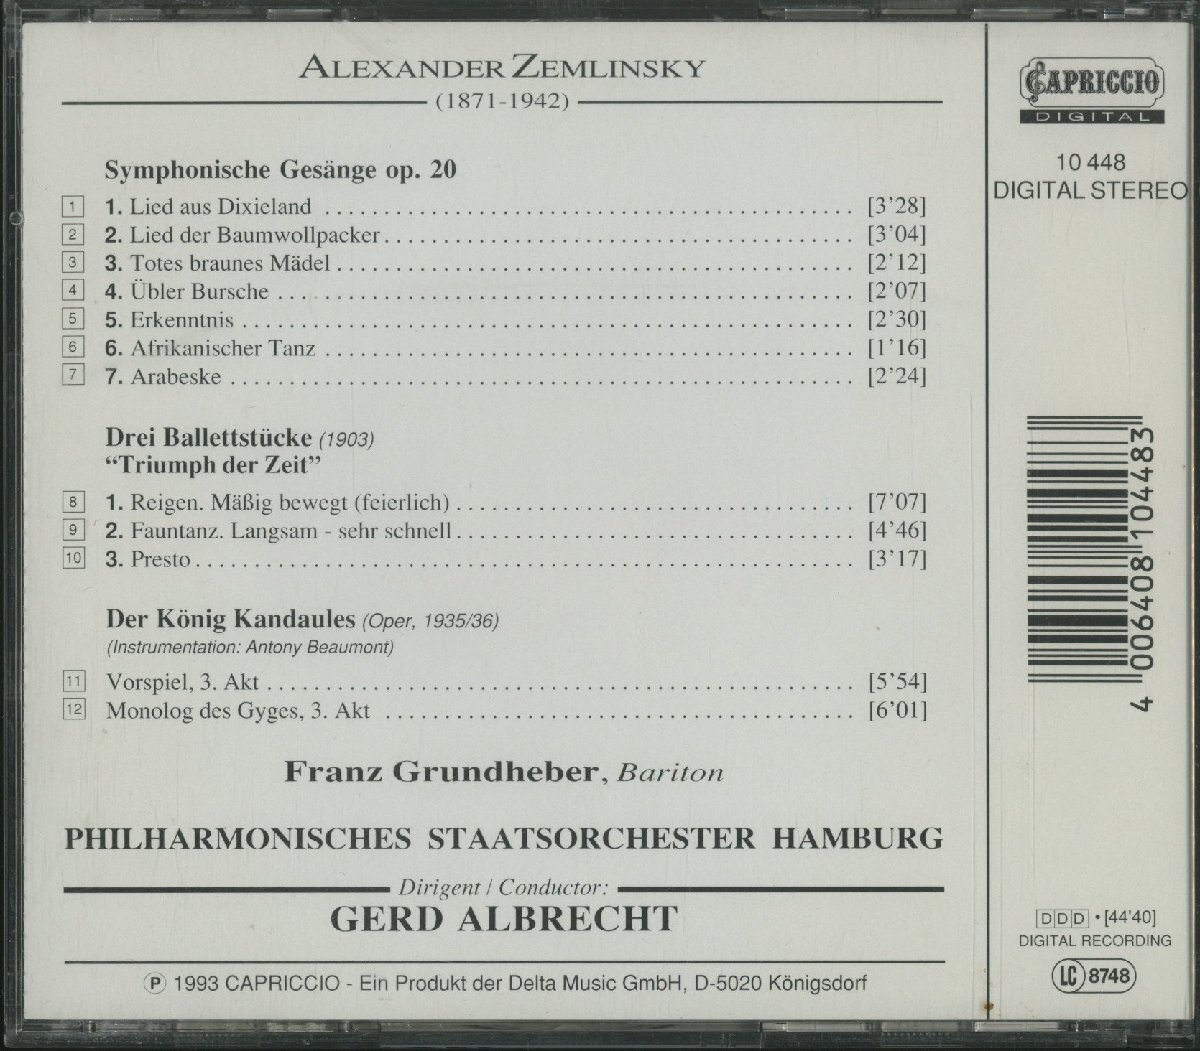 ALEXANDER ZEMLINSKY
(1871-1942)
Symphonische Gesänge op. 20
1 1. Lied aus Dixieland [3’28]
2 2. Lied der Baumwollpacker [3’04]
3 3. Totes braunes Mädel [2’12]
4 4. Übler Bursche [2’07]
5 5. Erkenntnis [2’30]
6 6. Afrikanischer Tanz [1’16]
7 7. Arabeske [2’24]
Drei Ballettstücke (1903)
“Triumph der Zeit”
8 1. Reigen. Mäßig bewegt (feierlich) [7’07]
9 2. Fauntanz. Langsam - sehr schnell [4’46]
10 3. Presto [3’17]
Der König Kandaules (Oper, 1935/36)
(Instrumentation: Antony Beaumont)
11 Vorspiel, 3. Akt [5’54]
12 Monolog des Gyges, 3. Akt [6’01]
Franz Grundheber, Bariton
PHILHARMONISCHES STAATSORCHESTER HAMBURG
Dirigent / Conductor:
GERD ALBRECHT
Ⓟ 1993 CAPRICCIO - Ein Produkt der Delta Music GmbH, D-5020 Königsdorf
CAPRICCIO
DIGITAL
10 448
DIGITAL STEREO
4 006408 104483
DDD • [44'40]
DIGITAL RECORDING
LC 8748